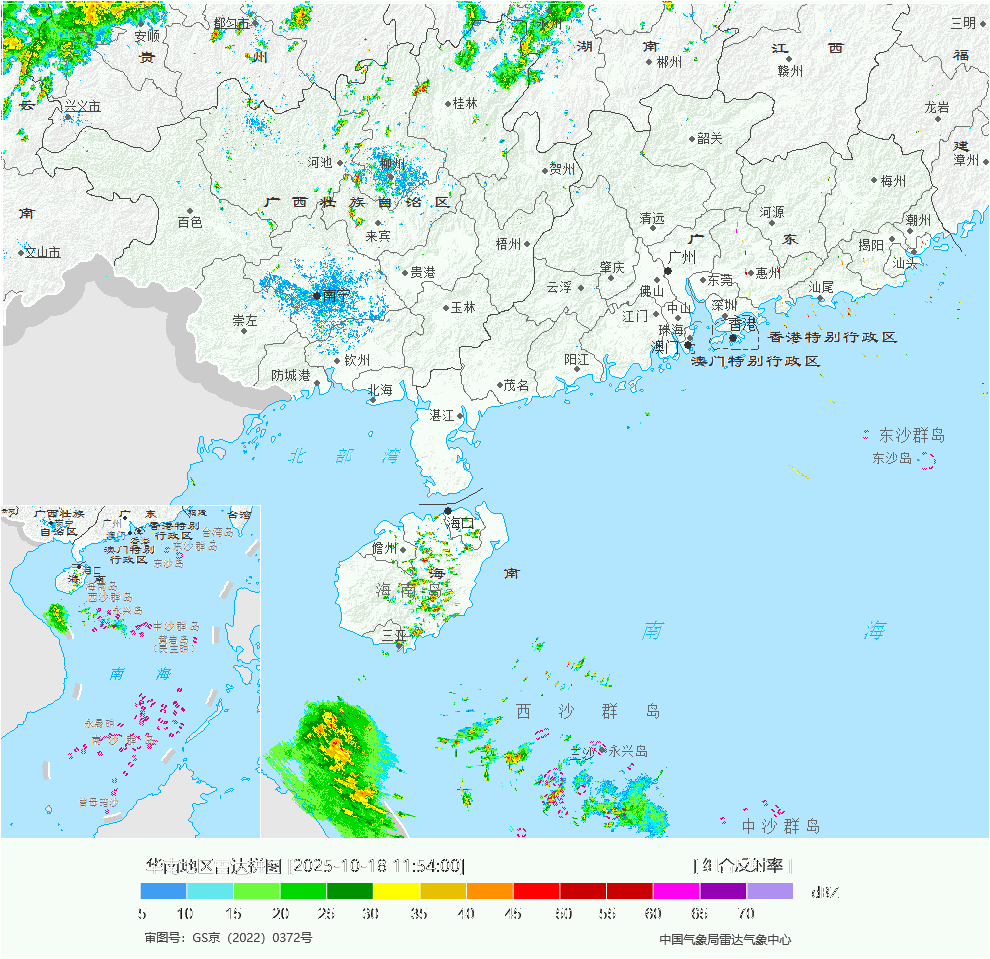 三明
都匀市
永州
安顺
湖 南
江 西
贵 州
福
郴州
赣州
云
兴义市
桂林
龙岩
韶关
建
河池
柳州
贺州
漳州
梅州
广西壮族自治区
南
百色
来宾
清远
河源
潮州
梧州
广 东
揭阳
文山市
广州
汕头
贵港
肇庆
惠州
南宁
云浮
佛山
东莞
汕尾
玉林
江门
中山
深圳
崇左
珠海
香港
香港特别行政区
澳门
澳门特别行政区
钦州
阳江
防城港
北海
茂名
湛江
东沙群岛
北部湾
东沙岛
海口
儋州
海 南
海南岛
三亚
南 海
西沙群岛
永兴岛
中沙群岛
广西壮族
自治区
广 东
台湾
广州
香港特别
行政区
台湾岛
澳门特别
行政区
东沙群岛
东沙岛
海口
海 南
海南岛
西沙群岛
永兴岛
中沙群岛
黄岩岛
南 海
永暑礁
南沙群岛
曾母暗沙
华南地区雷达拼图 [2025-10-18 11:54:00]
[组合反射率]
dBZ
5 10 15 20 25 30 35 40 45 50 55 60 65 70
审图号：GS京（2022）0372号
中国气象局雷达气象中心